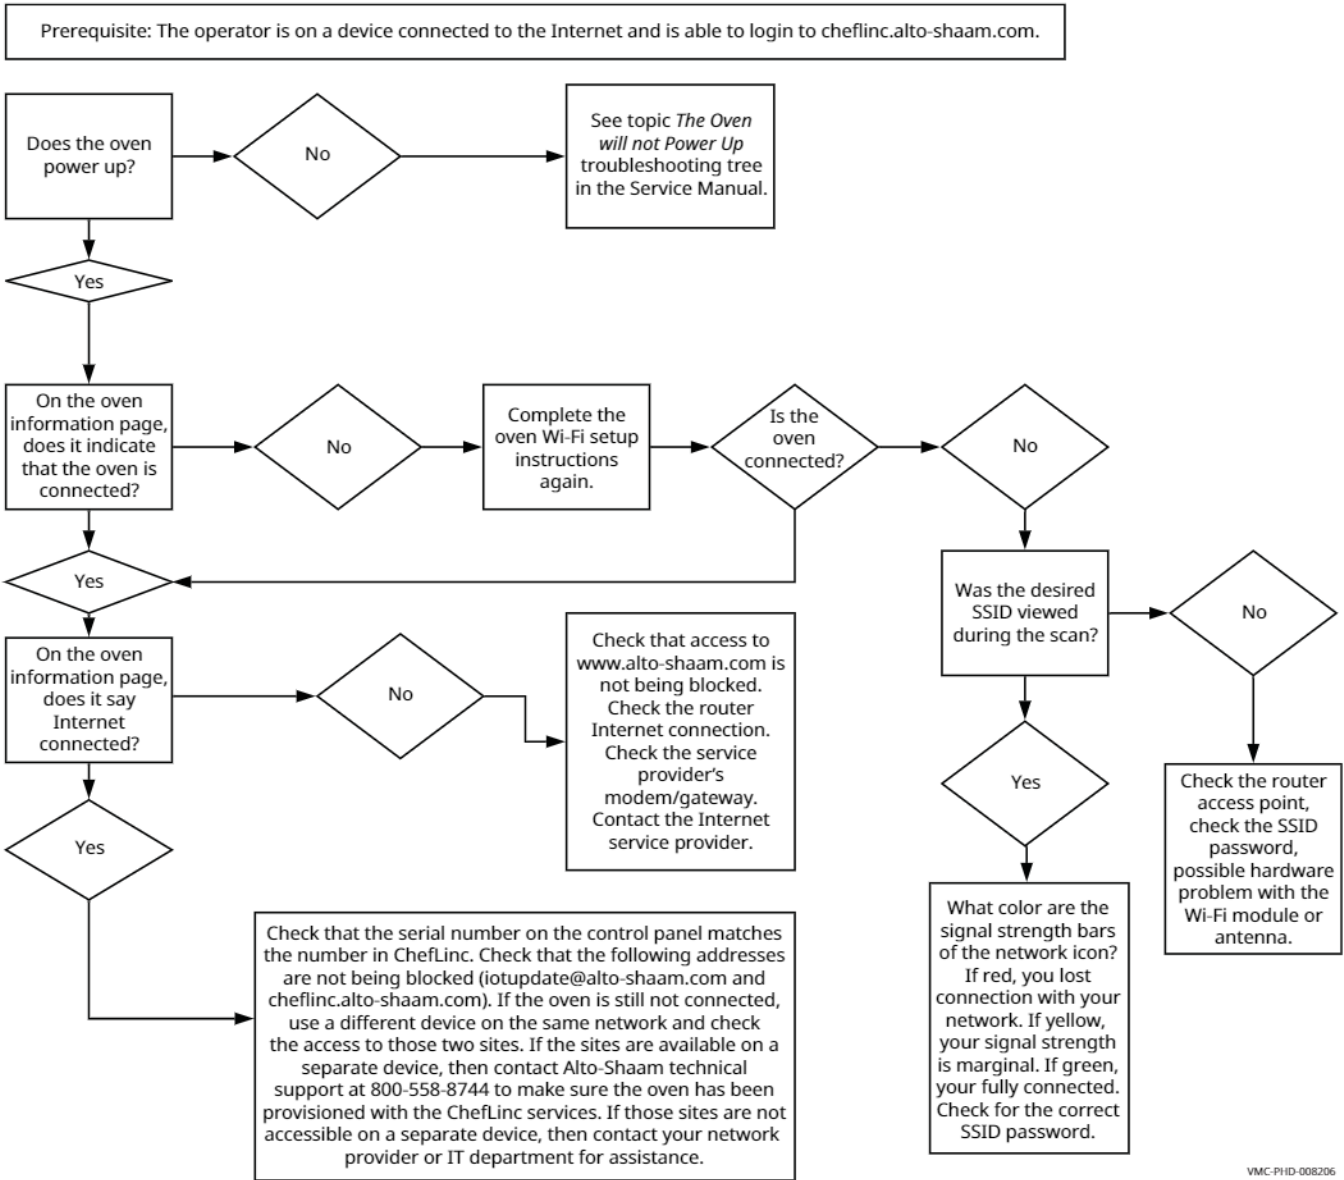 Prerequisite: The operator is on a device connected to the Internet and is able to login to cheflinc.alto-shaam.com.
Does the oven
power up?
No
See topic The Oven
will not Power Up
troubleshooting tree
in the Service Manual.
Yes
On the oven
information page,
does it indicate
that the oven is
connected?
No
Complete the
oven Wi-Fi setup
instructions
again.
Is the
oven
connected?
No
Yes
Was the desired
SSID viewed
during the scan?
No
On the oven
information page,
does it say
Internet
connected?
No
Check that access to
www.alto-shaam.com is
not being blocked.
Check the router
Internet connection.
Check the service
provider's
modem/gateway.
Contact the Internet
service provider.
Yes
Check the router
access point,
check the SSID
password,
possible hardware
problem with the
Wi-Fi module or
antenna.
Yes
What color are the
signal strength bars
of the network icon?
If red, you lost
connection with your
network. If yellow,
your signal strength
is marginal. If green,
your fully connected.
Check for the correct
SSID password.
Check that the serial number on the control panel matches
the number in ChefLinc. Check that the following addresses
are not being blocked (iotupdate@alto-shaam.com and
cheflinc.alto-shaam.com). If the oven is still not connected,
use a different device on the same network and check
the access to those two sites. If the sites are available on a
separate device, then contact Alto-Shaam technical
support at 800-558-8744 to make sure the oven has been
provisioned with the ChefLinc services. If those sites are not
accessible on a separate device, then contact your network
provider or IT department for assistance.
VMC-PHD-008206